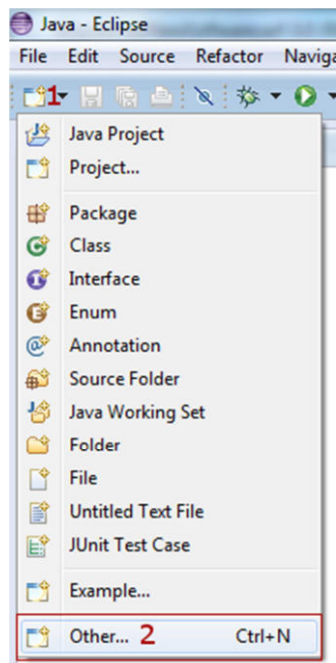 Java - Eclipse
File Edit Source Refactor Naviga
1
Java Project
Project...
Package
Class
Interface
Enum
Annotation
Source Folder
Java Working Set
Folder
File
Untitled Text File
JUnit Test Case
Example...
Other... 2 Ctrl+N